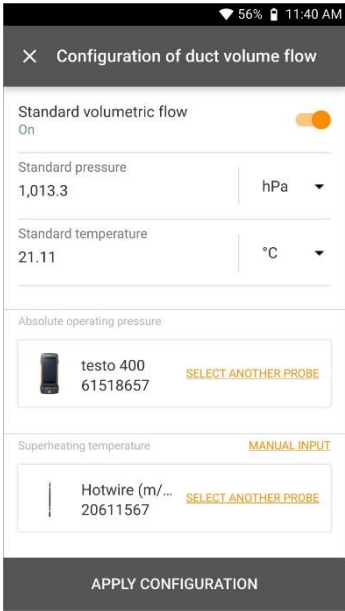 56% 11:40 AM
Configuration of duct volume flow
Standard volumetric flow
On
Standard pressure
1,013.3 hPa
Standard temperature
21.11 °C
Absolute operating pressure
testo 400
61518657
SELECT ANOTHER PROBE
Superheating temperature MANUAL INPUT
Hotwire (m/...
20611567
SELECT ANOTHER PROBE
APPLY CONFIGURATION